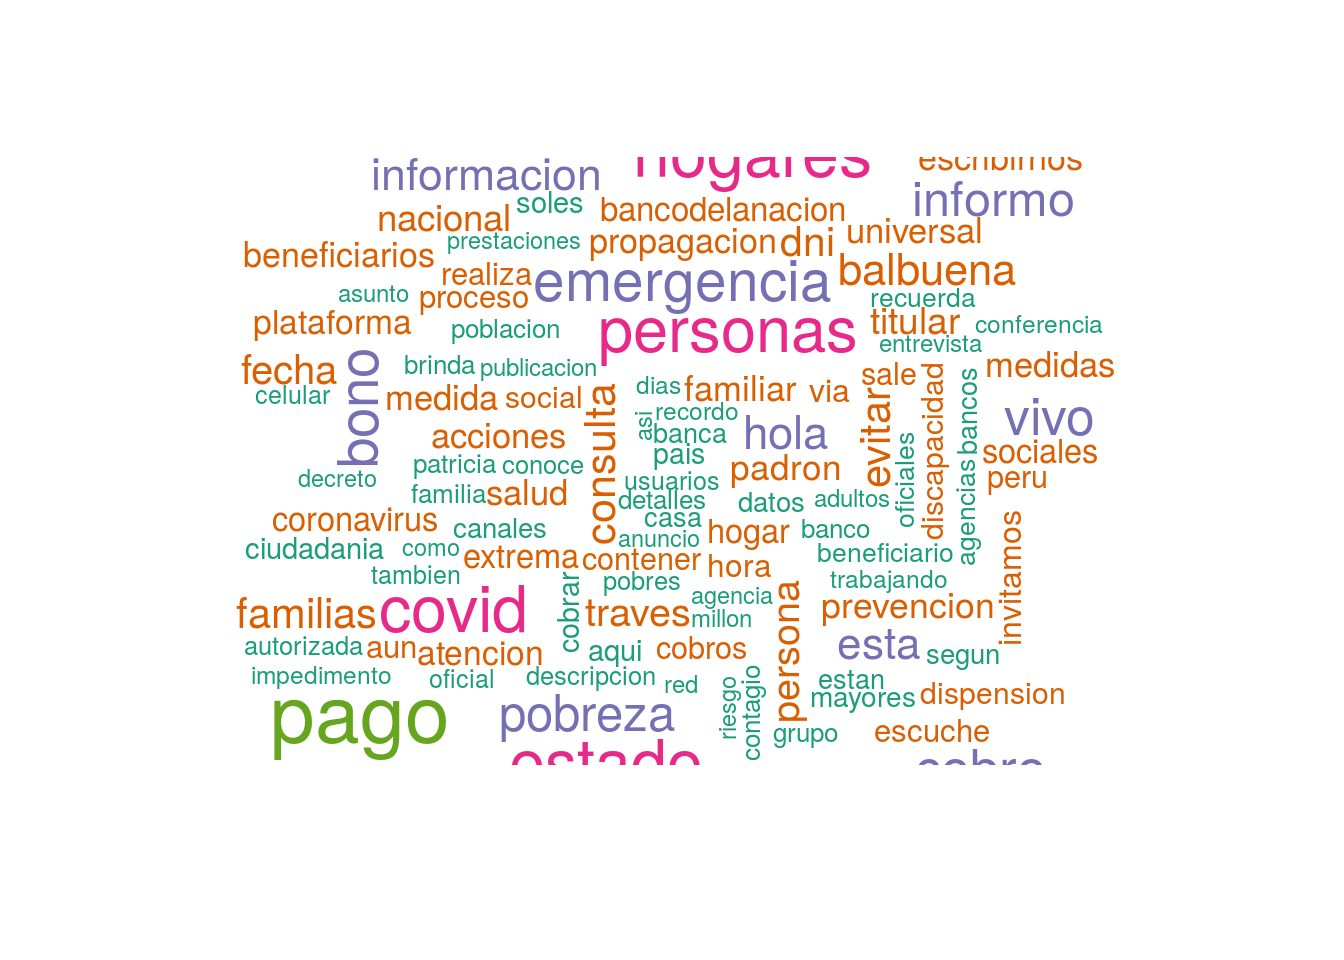 informacion
hogares
escribirnos
nacional
soles
bancodelanacion
informo
beneficiarios
prestaciones
propagacion
dni
universal
realiza
emergencia
balbuena
asunto
proceso
recuerda
plataforma
poblacion
personas
titular
conferencia
entrevista
fecha
bono
brinda
publicacion
medidas
celular
medida
social
consulta
dias
familiar
via
sale
evitar
discapacidad
bancos
asi
recordo
acciones
banca
hola
vivo
patricia
conoce
pais
padron
oficiales
sociales
decreto
familia
salud
usuarios
detalles
datos
adultos
agencias
peru
coronavirus
canales
casa
hogar
banco
ciudadania
como
extrema
contener
anuncio
hora
beneficiario
invitamos
tambien
cobrar
pobres
agencia
trabajando
familias
covid
traves
millon
persona
prevencion
autorizada
aun
atencion
aqui
cobros
esta
segun
impedimento
oficial
descripcion
red
riesgo
contagio
estan
mayores
dispension
pago
pobreza
grupo
escuche
estado
cobro